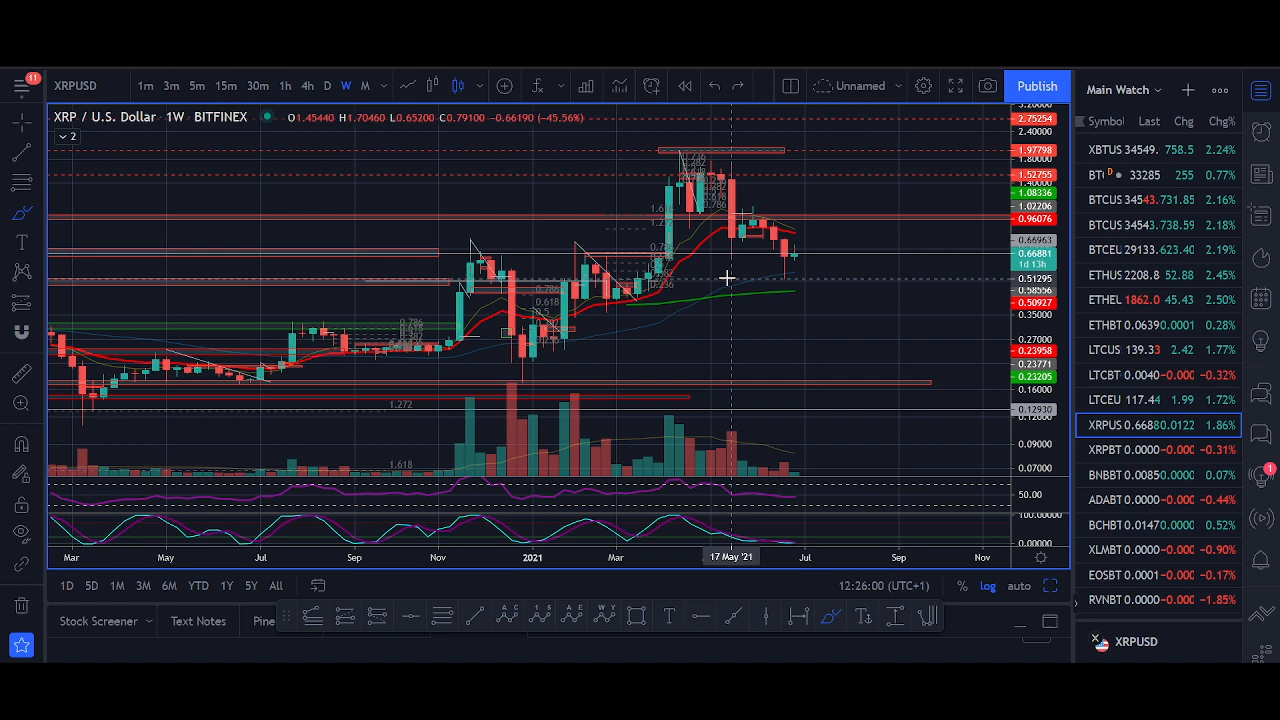 11
XRPUSD 1m 3m 5m 15m 30m 1h 4h D W M Unnamed Publish
XRP / U.S. Dollar 1W BITFINEX O1.45440 H1.70460 L0.65200 C0.79100 -0.66190 (-45.56%)
2
2.75254
2.40000
1.97798
1.80000
1.52755
1.08336
1.02206
0.96076
0.66963
0.66881
1d 13h
0.51295
0.58556
0.50927
0.35000
0.27000
0.23958
0.23771
0.23205
0.16000
0.12930
0.09000
0.07000
50.00
100.00000
0.00000
0.786
0.618
0.5
1.272
1.618
Mar May Jul Sep Nov 2021 Mar 17 May '21 Jul Sep Nov
1D 5D 1M 3M 6M YTD 1Y 5Y All 12:26:00 (UTC+1) % log auto
Stock Screener Text Notes Pine
Main Watch
Symbol Last Chg Chg%
XBTUS 34549. 758.5 2.24%
BTI D 33285 255 0.77%
BTCUS 34543.731.85 2.16%
BTCUS 34543.738.59 2.18%
BTCEU 29133.623.40 2.19%
ETHUS 2208.8 52.88 2.45%
ETHEL 1862.0 45.43 2.50%
ETHBT 0.0639 0.0001 0.28%
LTCUS 139.33 2.42 1.77%
LTCBT 0.0040 -0.000 -0.32%
LTCEU 117.44 1.99 1.72%
XRPUS 0.6688 0.0122 1.86%
XRPBT 0.0000 -0.000 -0.31%
BNBBT 0.0085 0.0000 0.07%
ADABT 0.0000 -0.000 -0.44%
BCHBT 0.0147 0.0000 0.52%
XLMBT 0.0000 -0.000 -0.90%
EOSBT 0.0001 -0.000 -0.17%
RVNBT 0.0000 -0.000 -1.85%
XRPUSD
1